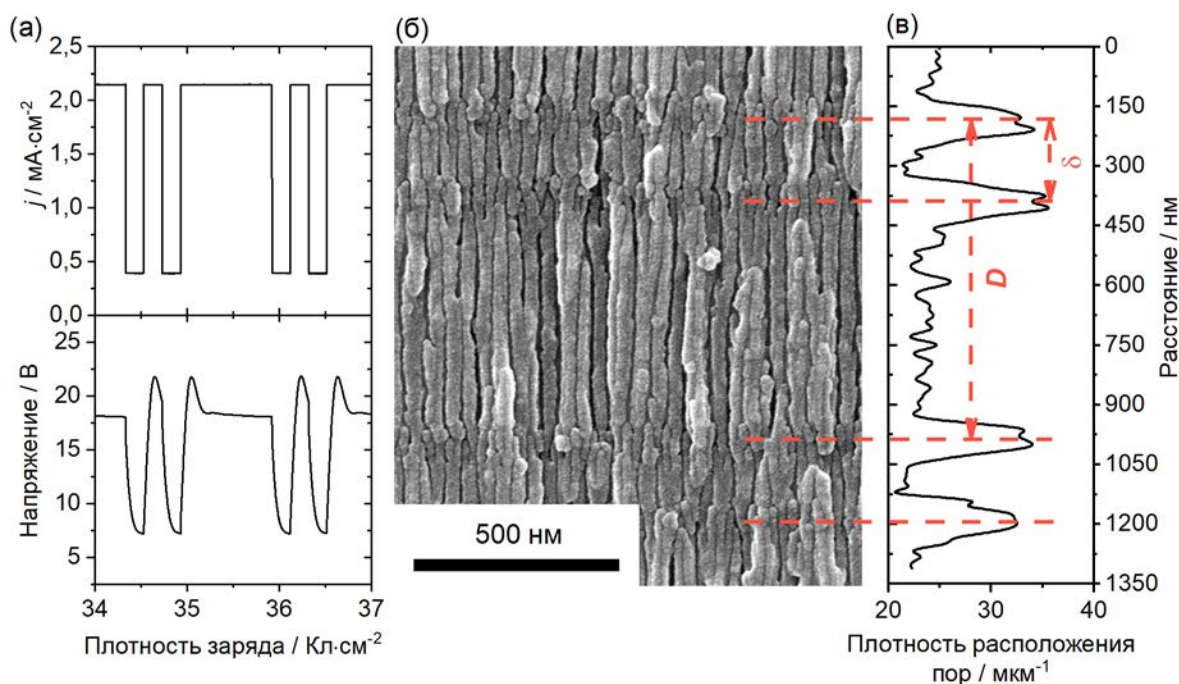 (а)
(б)
(в)
2,5
2,0
1,5
1,0
0,5
0,0
j / мА·см-2
25
20
15
10
5
Напряжение / В
34 35 36 37
Плотность заряда / Кл·см-2
500 нм
δ
D
0
150
300
450
600
750
900
1050
1200
1350
Расстояние / нм
20 30 40
Плотность расположения
пор / мкм-1